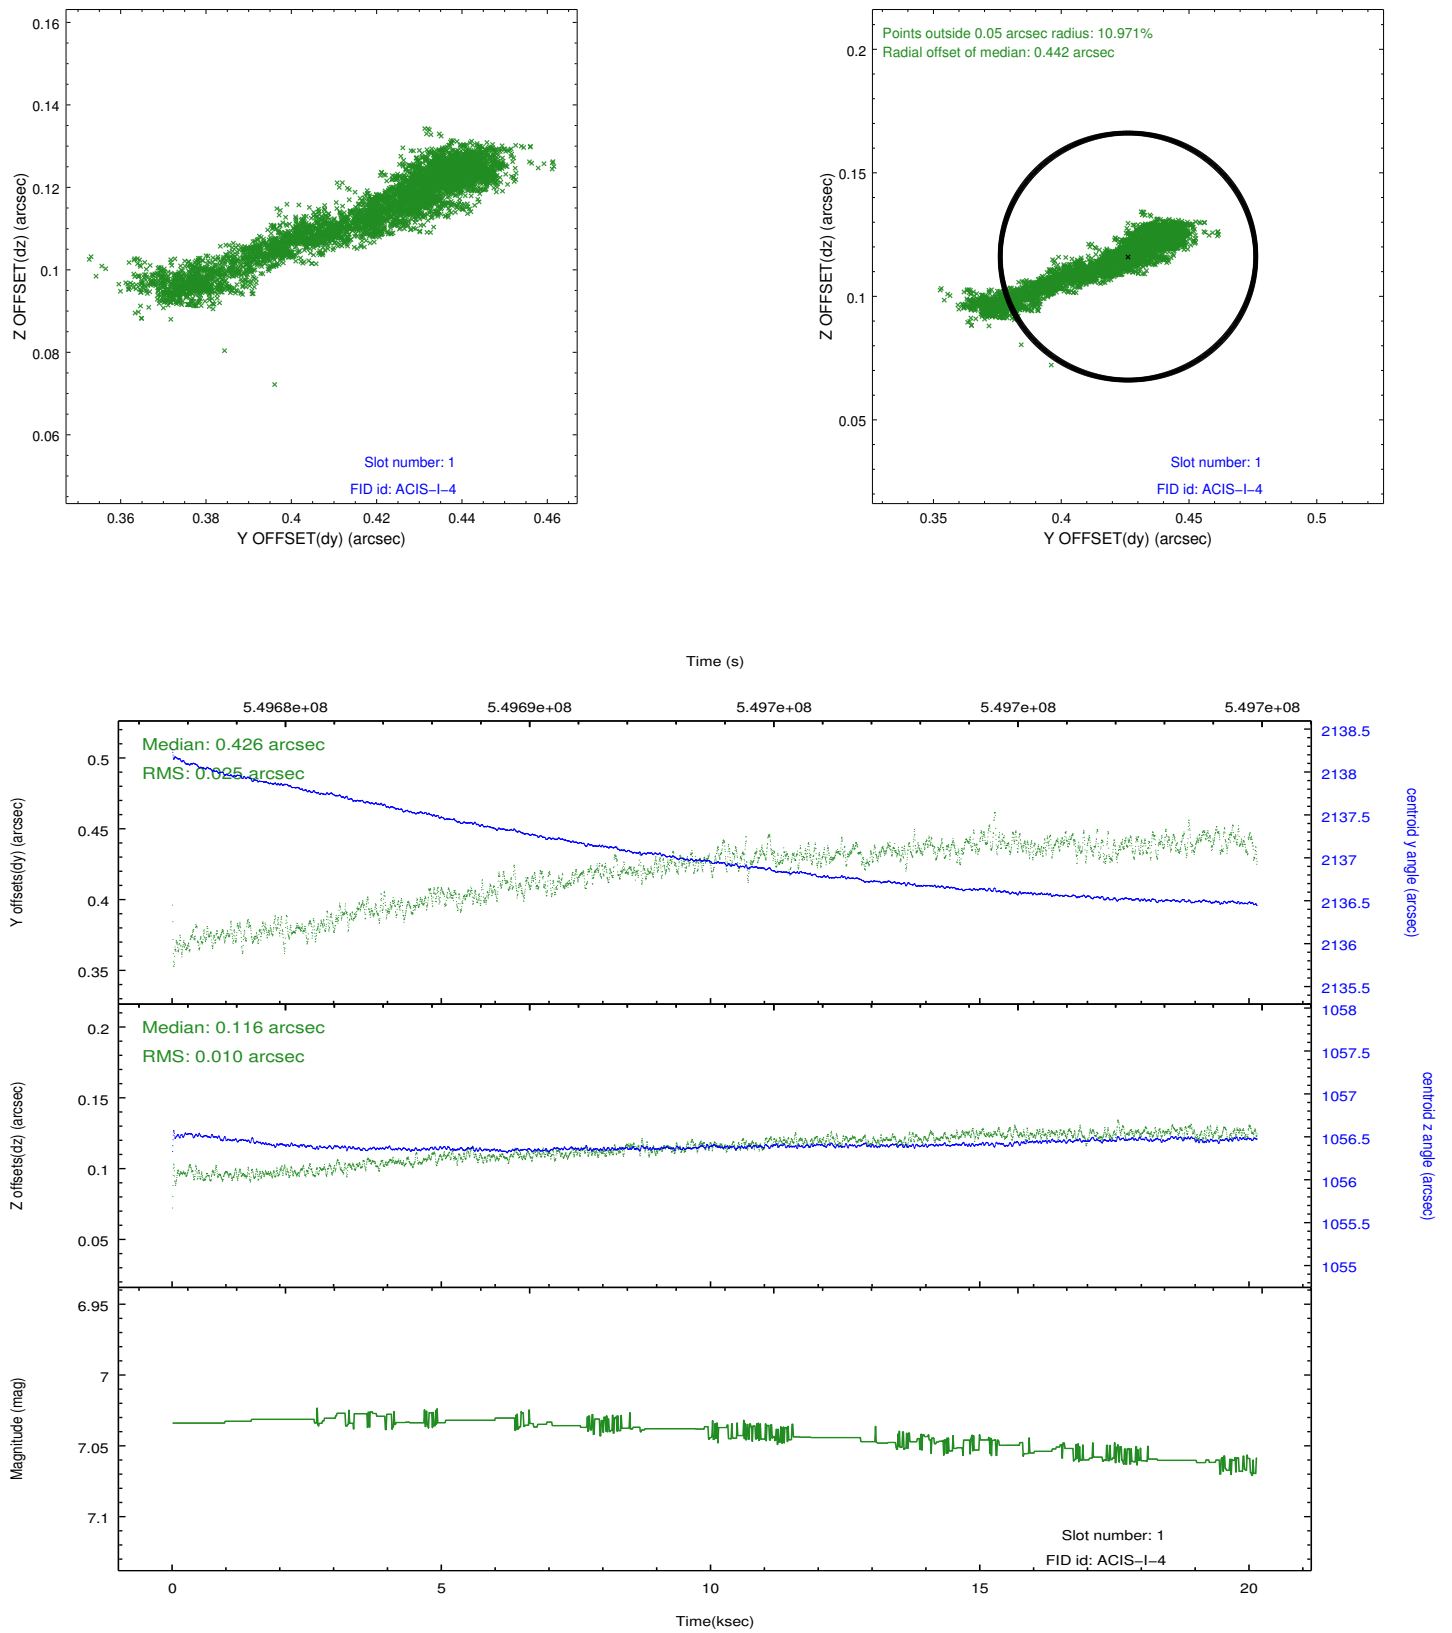 0.16
0.14
0.12
0.1
0.08
0.06
Z OFFSET(dz) (arcsec)
Slot number: 1
FID id: ACIS−I−4
0.36 0.38 0.4 0.42 0.44 0.46
Y OFFSET(dy) (arcsec)
Points outside 0.05 arcsec radius: 10.971%
Radial offset of median: 0.442 arcsec
0.2
0.15
0.1
0.05
Z OFFSET(dz) (arcsec)
Slot number: 1
FID id: ACIS−I−4
0.35 0.4 0.45 0.5
Y OFFSET(dy) (arcsec)
Time (s)
5.4968e+08 5.4969e+08 5.497e+08 5.497e+08 5.497e+08
Median: 0.426 arcsec
RMS: 0.025 arcsec
0.5
0.45
0.4
0.35
Y offsets(dy) (arcsec)
2138.5
2138
2137.5
2137
2136.5
2136
2135.5
centroid y angle (arcsec)
Median: 0.116 arcsec
RMS: 0.010 arcsec
0.2
0.15
0.1
0.05
Z offsets(dz) (arcsec)
1058
1057.5
1057
1056.5
1056
1055.5
1055
centroid z angle (arcsec)
6.95
7
7.05
7.1
Magnitude (mag)
Slot number: 1
FID id: ACIS−I−4
0 5 10 15 20
Time(ksec)